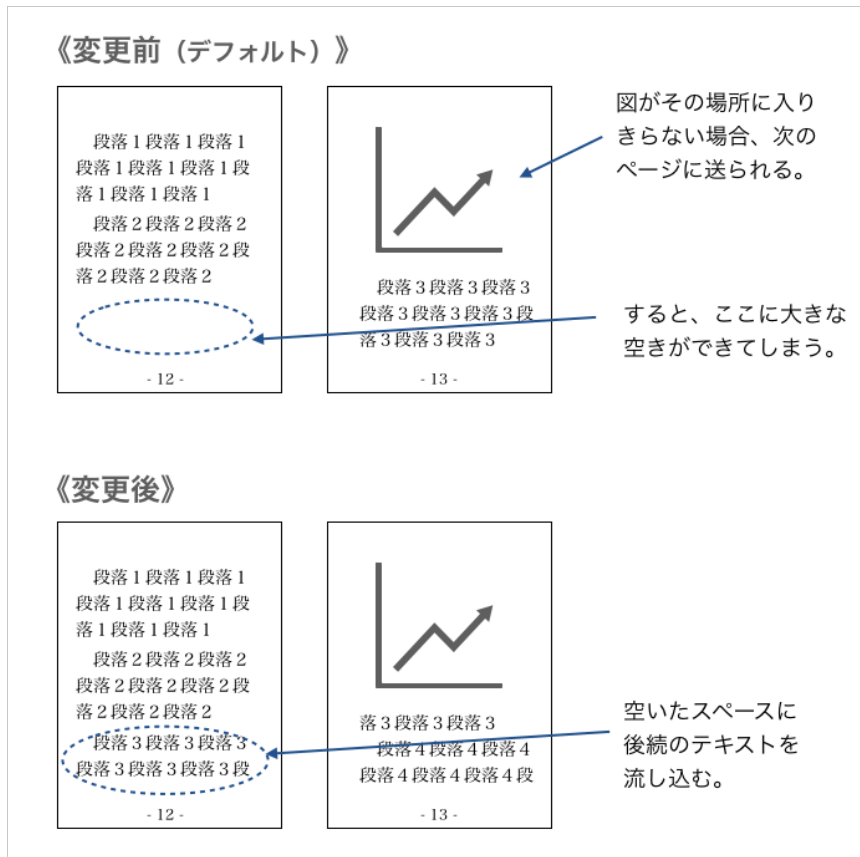 《変更前（デフォルト）》
段落１段落１段落１
段落１段落１段落１段
落１段落１段落１
段落２段落２段落２
段落２段落２段落２段
落２段落２段落２
- 12 -
段落３段落３段落３
段落３段落３段落３段
落３段落３段落３
- 13 -
図がその場所に入り
きらない場合、次の
ページに送られる。
すると、ここに大きな
空きができてしまう。
《変更後》
段落１段落１段落１
段落１段落１段落１段
落１段落１段落１
段落２段落２段落２
段落２段落２段落２段
落２段落２段落２
段落３段落３段落３
段落３段落３段落３段
- 12 -
落３段落３段落３
段落４段落４段落４
段落４段落４段落４段
- 13 -
空いたスペースに
後続のテキストを
流し込む。